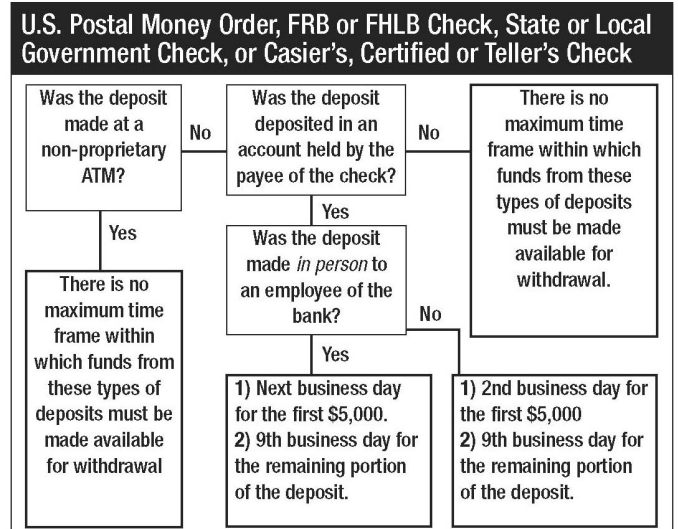 U.S. Postal Money Order, FRB or FHLB Check, State or Local
Government Check, or Casier's, Certified or Teller's Check
Was the deposit
made at a
non-proprietary
ATM?
No
Was the deposit
deposited in an
account held by the
payee of the check?
No
There is no
maximum time
frame within which
funds from these
types of deposits
must be made
available for
withdrawal.
Yes
There is no
maximum time
frame within
which funds from
these types of
deposits must be
made available
for withdrawal
Yes
Was the deposit
made in person to
an employee of the
bank?
No
Yes
1) Next business day
for the first $5,000.
2) 9th business day for
the remaining portion
of the deposit.
1) 2nd business day for
the first $5,000
2) 9th business day for
the remaining portion
of the deposit.